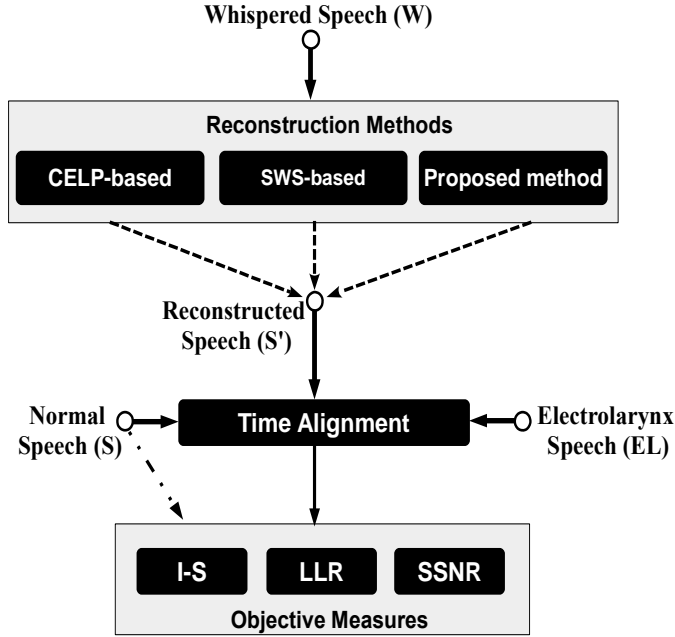 Whispered Speech (W)
Reconstruction Methods
CELP-based
SWS-based
Proposed method
Reconstructed
Speech (S')
Normal
Speech (S)
Time Alignment
Electrolarynx
Speech (EL)
I-S
LLR
SSNR
Objective Measures